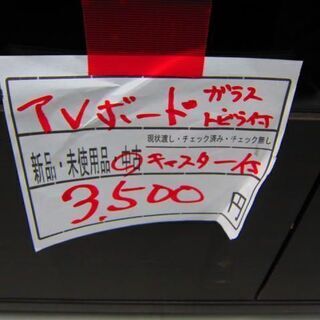 AVボード ガラス
トビラ付
現状渡し・チェック済み・チェック無し
新品・未使用品・中古 キャスター付
3,500 円